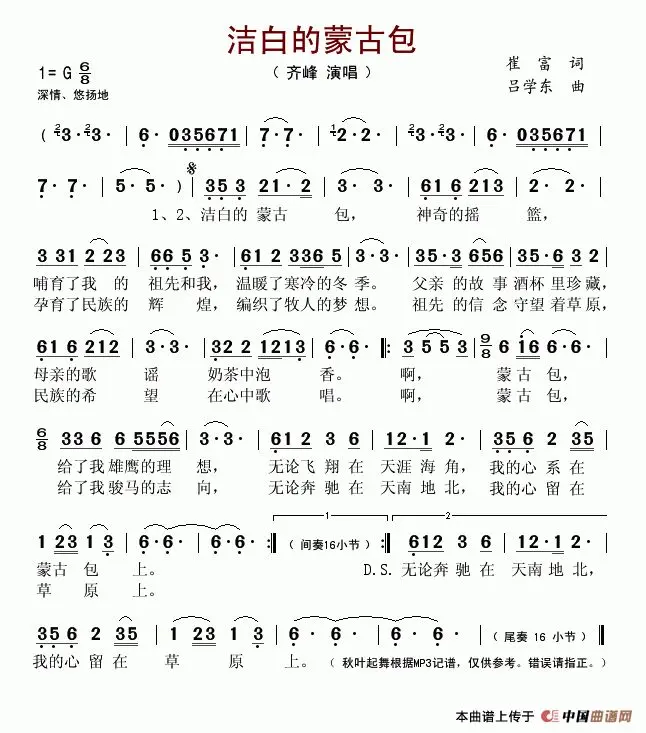 洁白的蒙古包
1= G 6/8
（ 齐峰 演唱 ）
崔 富 词
深情、悠扬地
吕学东 曲
( 2/3· 2/3· | 6· 035671 | 7· 7· | 1/2· 2· | 2/3· 2/3· | 6· 035671 |
7· 7· | 5· 5· ) | 35 3 21· 2 | 3· 3· | 61 6 213 | 2· 2· |
1、2、洁白的 蒙古 包， 神奇的摇 篮，
3 31 2 23 | 66 5 3· | 61 2 336 5 | 3· 3· | 35·3 656 | 5·35 32 |
哺育了我 的 祖先和我， 温暖了寒冷的冬 季。 父亲 的故 事 酒杯 里珍藏，
孕育了民族的 辉 煌， 编织了牧人的梦 想。 祖先 的信 念 守望 着草原，
61 6 212 | 3· 3· | 32 2 1213 | 6· 6· :| 3 5 5 3 | 9/8 6 16 6· 6· |
母亲的歌 谣 奶茶中泡 香。 啊， 蒙 古 包，
民族的希 望 在心中歌 唱。 啊， 蒙 古 包，
6/8 33 6 6 5556 | 3· 3· | 61 2 3 6 | 12· 1 2 | 35 6 2 35 |
给了我 雄鹰的理 想， 无论飞 翔 在 天涯 海 角， 我的心 系 在
给了我 骏马的志 向， 无论奔 驰 在 天南 地 北， 我的心 留 在
1 23 1 3 | 6· 6· | 6· 6· :| （ 间奏16小节 ） :| 612 3 6 | 12· 1 2 |
1
2
蒙 古 包 上。 D.S. 无论奔 驰 在 天南 地 北，
草 原 上。
35 6 2 35 | 1 23 1 3 | 6· 6· | 6· 6· | （ 尾奏 16 小节 ）
我的心 留 在 草 原 上。 （ 秋叶起舞根据MP3记谱，仅供参考。错误请指正。）
本曲谱上传于 中国曲谱网